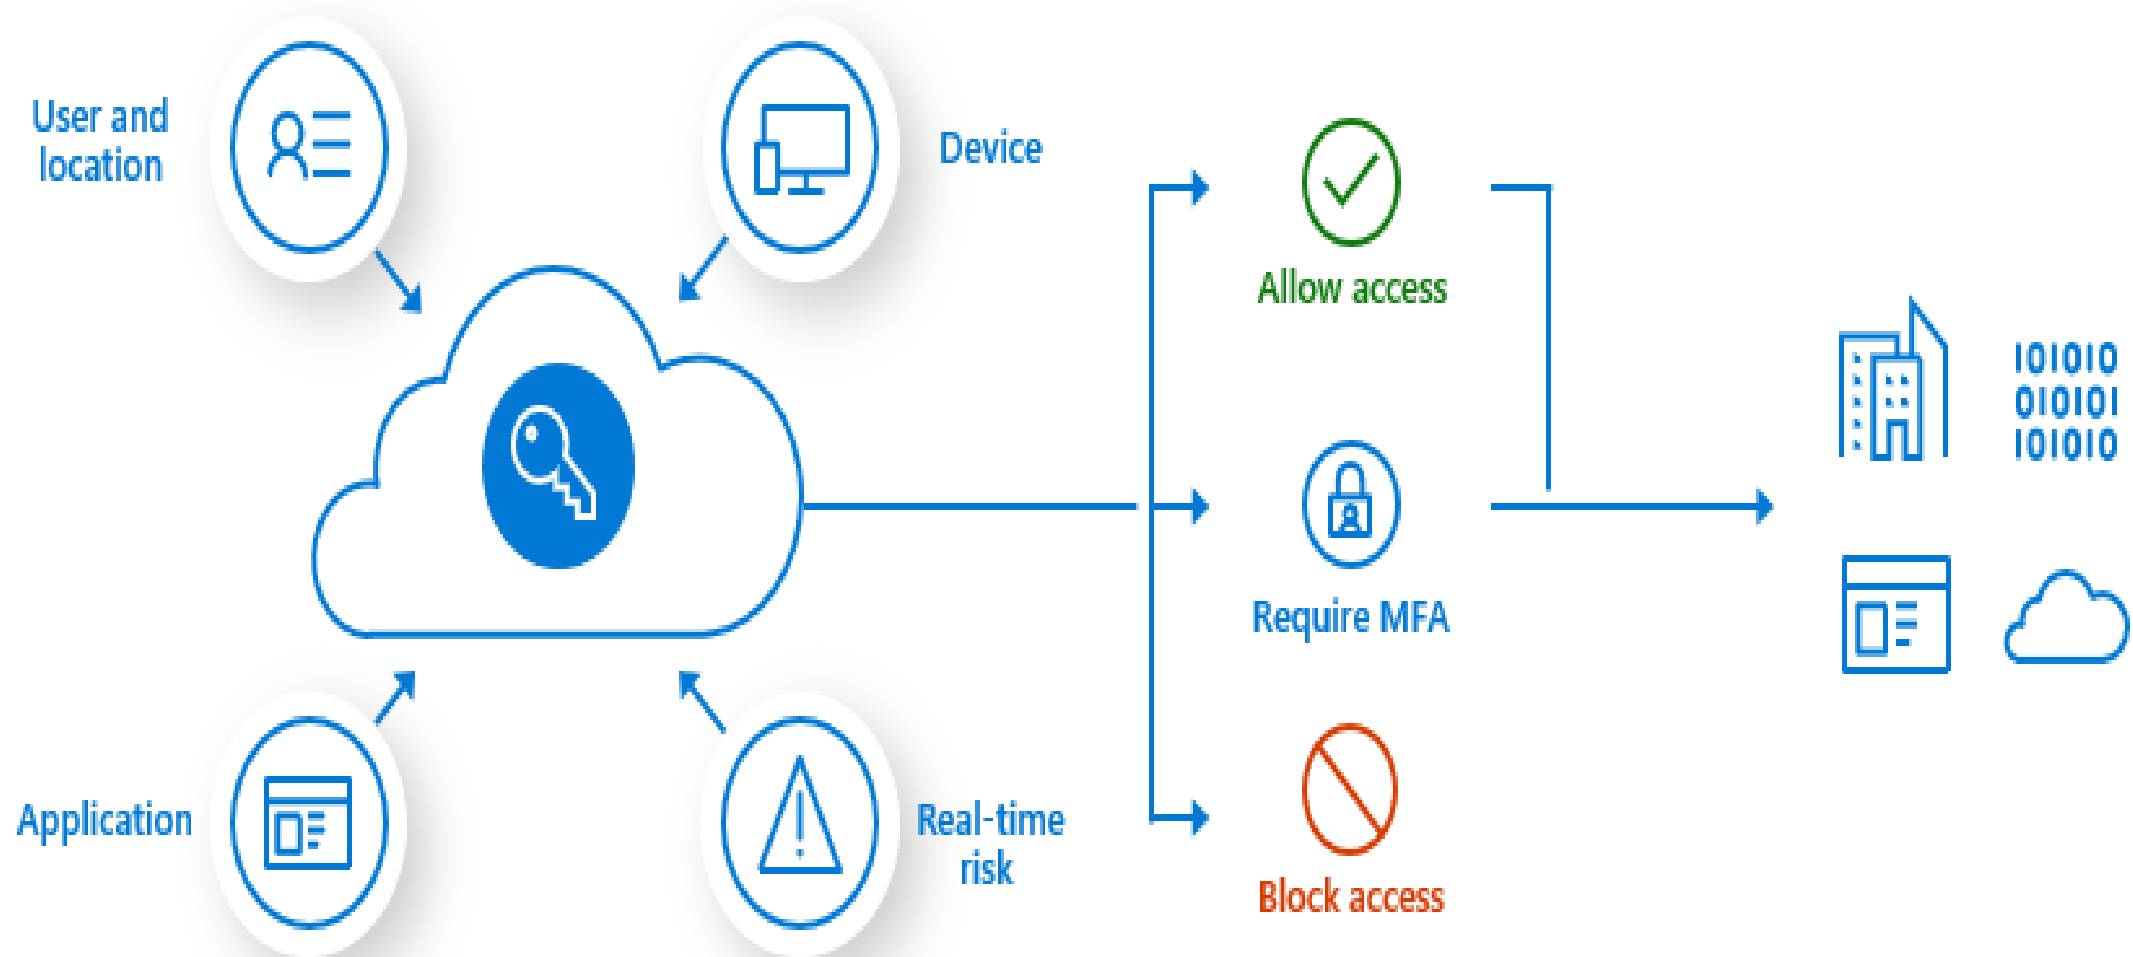 User and
location
Device
Allow access
101010
010101
101010
Require MFA
Application
Real-time
risk
Block access